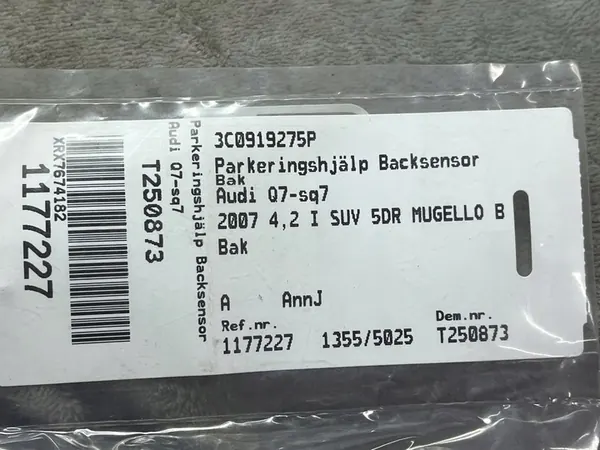 XRX7674182
1177227
T250873
Parkeringshjälp Backsensor
Audi Q7-sq7
3C0919275P
Parkeringshjälp Backsensor
Bak
Audi Q7-sq7
2007 4,2 I SUV 5DR MUGELLO B
Bak
A AnnJ
Ref.nr. Dem.nr.
1177227 1355/5025 T250873